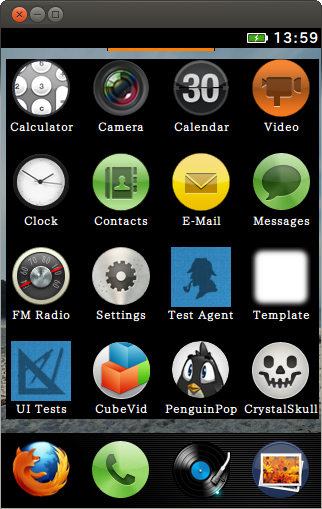 13:59
Calculator Camera Calendar Video
Clock Contacts E-Mail Messages
FM Radio Settings Test Agent Template
UI Tests CubeVid PenguinPop CrystalSkull
30